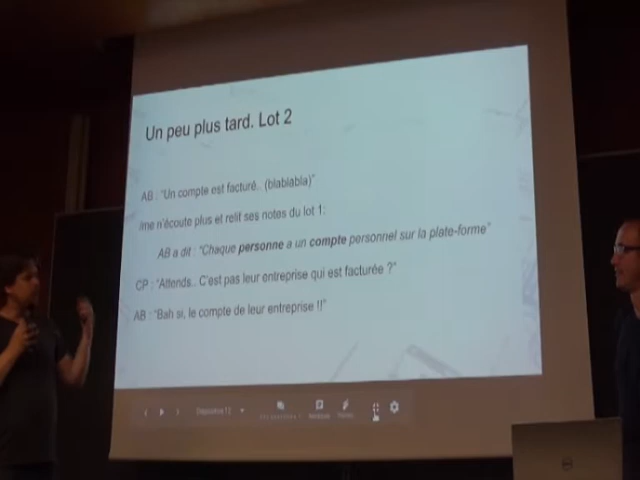 Un peu plus tard. Lot 2
AB : "Un compte est facturé.. (blablabla)"
/me n'écoute plus et relit ses notes du lot 1:
AB a dit : "Chaque personne a un compte personnel sur la plate-forme"
CP : "Attends.. C'est pas leur entreprise qui est facturée ?"
AB : "Bah si, le compte de leur entreprise !!"